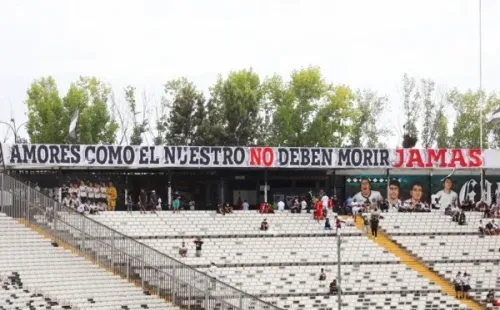 AMORES COMO EL NUESTRO NO DEBEN MORIR JAMAS